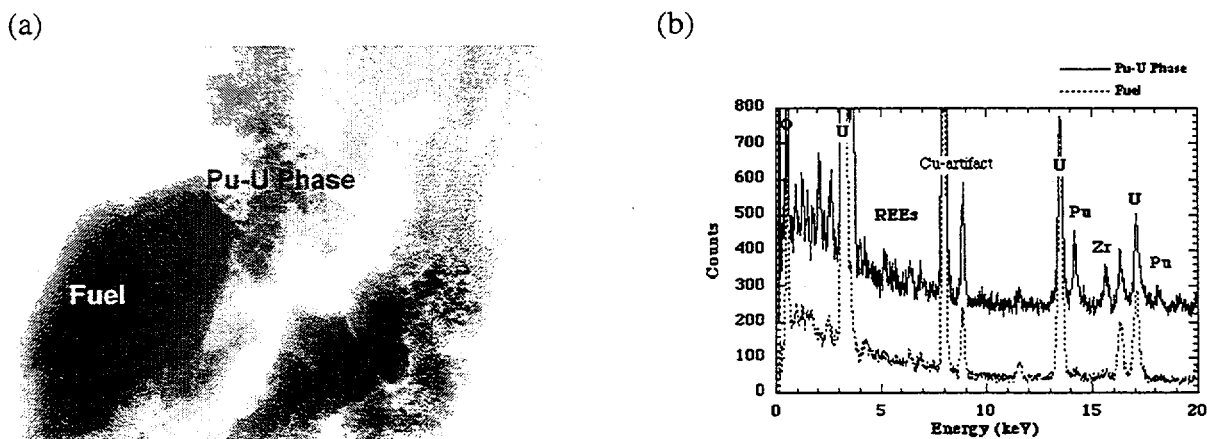 (a)
Pu-U Phase
Fuel
(b)
Pu-U Phase
Fuel
800
700
600
500
400
300
200
100
0
Counts
O
U
Cu-artifact
REEs
U
Pu
Zr
U
Pu
0
5
10
15
20
Energy (keV)